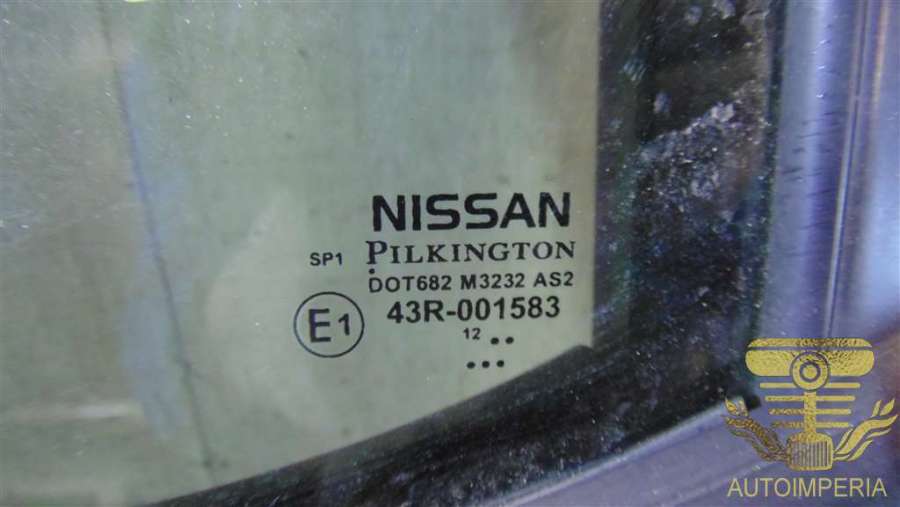 NISSAN
SP1 PILKINGTON
DOT682 M3232 AS2
E1 43R-001583
12 ..
...
AUTOIMPERIA